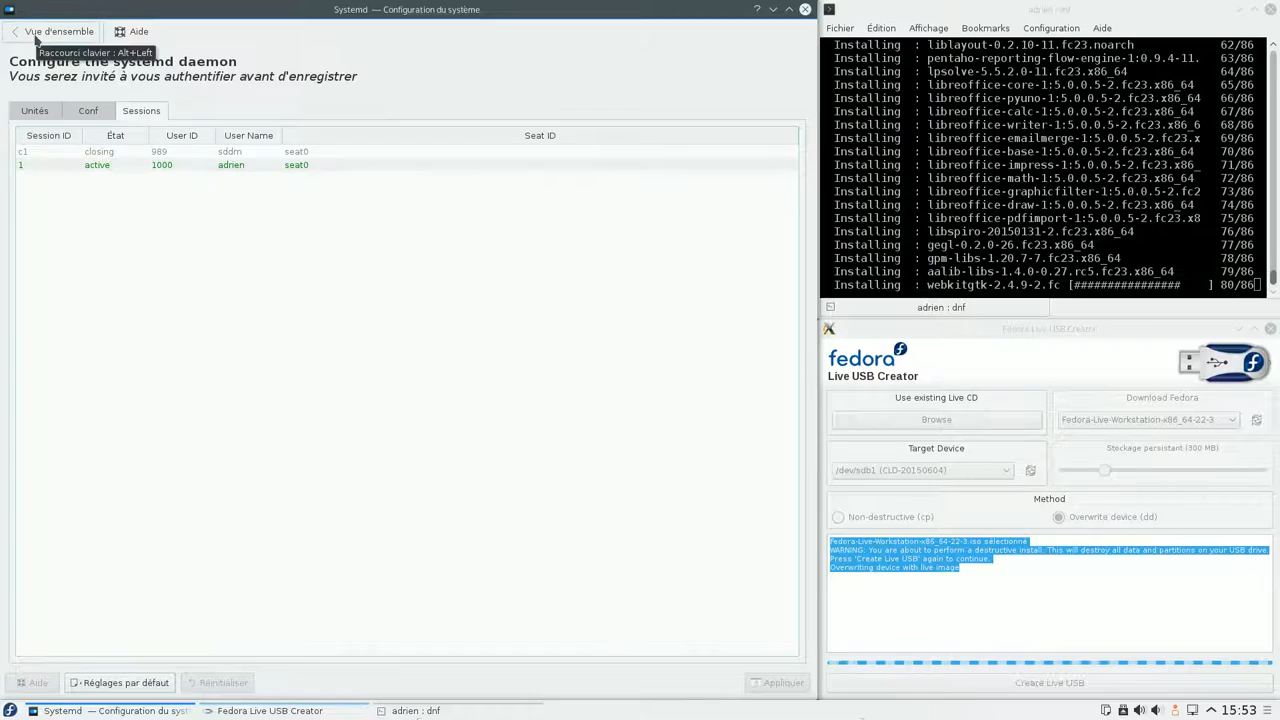 Systemd — Configuration du système
Vue d'ensemble
Aide
Raccourci clavier : Alt+Left
Configure the systemd daemon
Vous serez invité à vous authentifier avant d'enregistrer
Unités
Conf
Sessions
Session ID État User ID User Name Seat ID
c1 closing 989 sddm seat0
1 active 1000 adrien seat0
Aide
Réglages par défaut
Réinitialiser
Appliquer
Fichier Édition Affichage Bookmarks Configuration Aide
Installing : liblayout-0.2.10-11.fc23.noarch 62/86
Installing : pentaho-reporting-flow-engine-1:0.9.4-11. 63/86
Installing : lpsolve-5.5.2.0-11.fc23.x86_64 64/86
Installing : libreoffice-core-1:5.0.0.5-2.fc23.x86_64 65/86
Installing : libreoffice-pyuno-1:5.0.0.5-2.fc23.x86_64 66/86
Installing : libreoffice-calc-1:5.0.0.5-2.fc23.x86_64 67/86
Installing : libreoffice-writer-1:5.0.0.5-2.fc23.x86_6 68/86
Installing : libreoffice-emailmerge-1:5.0.0.5-2.fc23.x 69/86
Installing : libreoffice-base-1:5.0.0.5-2.fc23.x86_64 70/86
Installing : libreoffice-impress-1:5.0.0.5-2.fc23.x86_ 71/86
Installing : libreoffice-math-1:5.0.0.5-2.fc23.x86_64 72/86
Installing : libreoffice-graphicfilter-1:5.0.0.5-2.fc2 73/86
Installing : libreoffice-draw-1:5.0.0.5-2.fc23.x86_64 74/86
Installing : libreoffice-pdfimport-1:5.0.0.5-2.fc23.x8 75/86
Installing : libspiro-20150131-2.fc23.x86_64 76/86
Installing : gegl-0.2.0-26.fc23.x86_64 77/86
Installing : gpm-libs-1.20.7-7.fc23.x86_64 78/86
Installing : aalib-libs-1.4.0-0.27.rc5.fc23.x86_64 79/86
Installing : webkitgtk-2.4.9-2.fc [################ ] 80/86
adrien : dnf
Fedora Live USB Creator
fedora
Live USB Creator
Use existing Live CD
Browse
Download Fedora
Fedora-Live-Workstation-x86_64-22-3
Target Device
/dev/sdb1 (CLD-20150604)
Stockage persistant (300 MB)
Method
Non-destructive (cp)
Overwrite device (dd)
Fedora-Live-Workstation-x86_64-22-3.iso sélectionné
WARNING: You are about to perform a destructive install. This will destroy all data and partitions on your USB drive.
Press 'Create Live USB' again to continue.
Overwriting device with live image
Create Live USB
Systemd — Configuration du syst
Fedora Live USB Creator
adrien : dnf
15:53